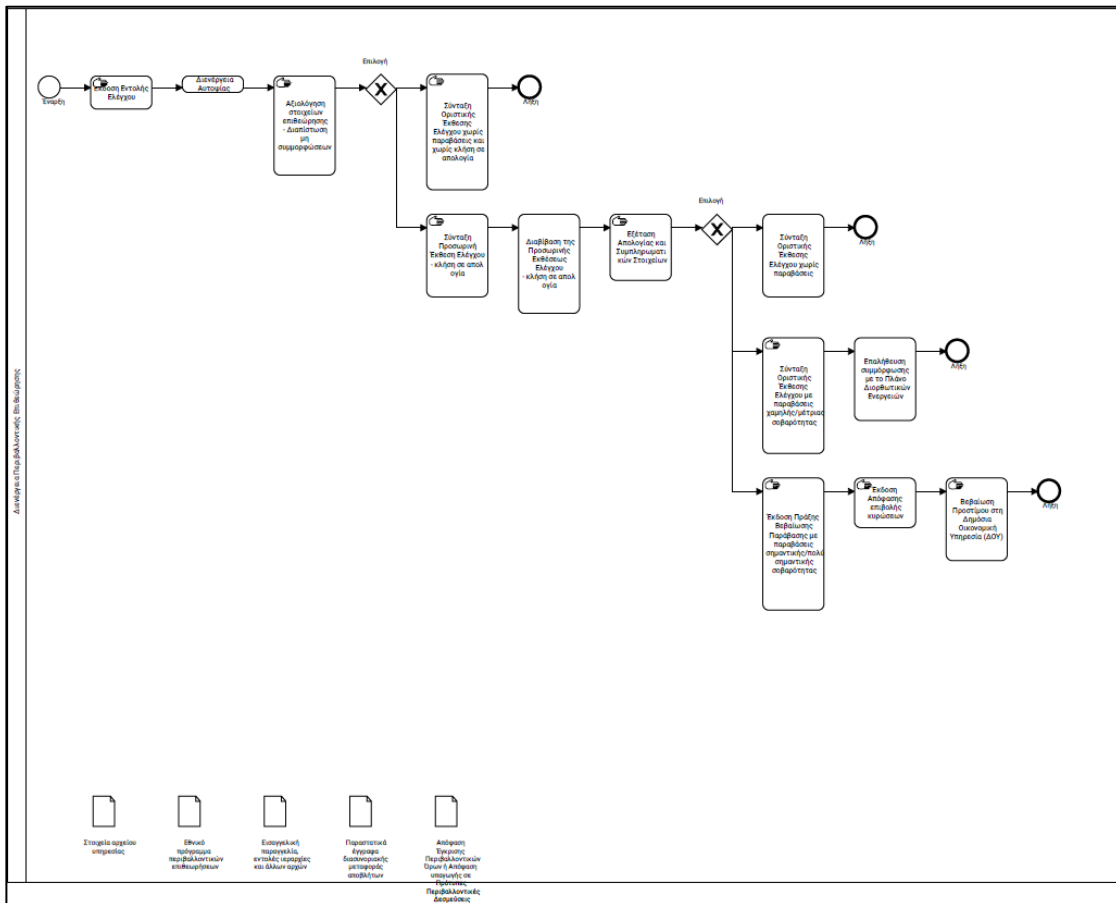 Διενέργεια Περιβαλλοντικής Επιθεώρησης
Έναρξη
Έκδοση Εντολής
Ελέγχου
Διενέργεια
Αυτοψίας
Αξιολόγηση
στοιχείων
επιθεώρησης
- Διαπίστωση
μη
συμμορφώσεων
Επιλογή
Σύνταξη
Οριστικής
Έκθεσης
Ελέγχου χωρίς
παραβάσεις και
χωρίς κλήση σε
απολογία
Λήξη
Σύνταξη
Προσωρινή
Έκθεση Ελέγχου
- κλήση σε απολ
ογία
Διαβίβαση της
Προσωρινής
Εκθέσεως
Ελέγχου
- κλήση σε απολ
ογία
Εξέταση
Απολογίας και
Συμπληρωματι
κών Στοιχείων
Επιλογή
Σύνταξη
Οριστικής
Έκθεσης
Ελέγχου χωρίς
παραβάσεις
Λήξη
Σύνταξη
Οριστικής
Έκθεσης
Ελέγχου με
παραβάσεις
χαμηλής/μέτριας
σοβαρότητας
Επαλήθευση
συμμόρφωσης
με το Πλάνο
Διορθωτικών
Ενεργειών
Λήξη
Έκδοση Πράξης
Βεβαίωσης
Παράβασης με
παραβάσεις
σημαντικής/πολύ
σημαντικής
σοβαρότητας
Έκδοση
Απόφασης
επιβολής
κυρώσεων
Βεβαίωση
Προστίμου στη
Δημόσια
Οικονομική
Υπηρεσία (ΔΟΥ)
Λήξη
Στοιχεία αρχείου
υπηρεσίας
Εθνικό
πρόγραμμα
περιβαλλοντικών
επιθεωρήσεων
Εισαγγελική
παραγγελία,
εντολές ιεραρχίας
και άλλων αρχών
Παραστατικά
έγγραφα
διασυνοριακής
μεταφοράς
αποβλήτων
Απόφαση
Έγκρισης
Περιβαλλοντικών
Όρων ή Απόφαση
υπαγωγής σε
Πρότυπες
Περιβαλλοντικές
Δεσμεύσεις